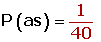 P (as) = 1/40